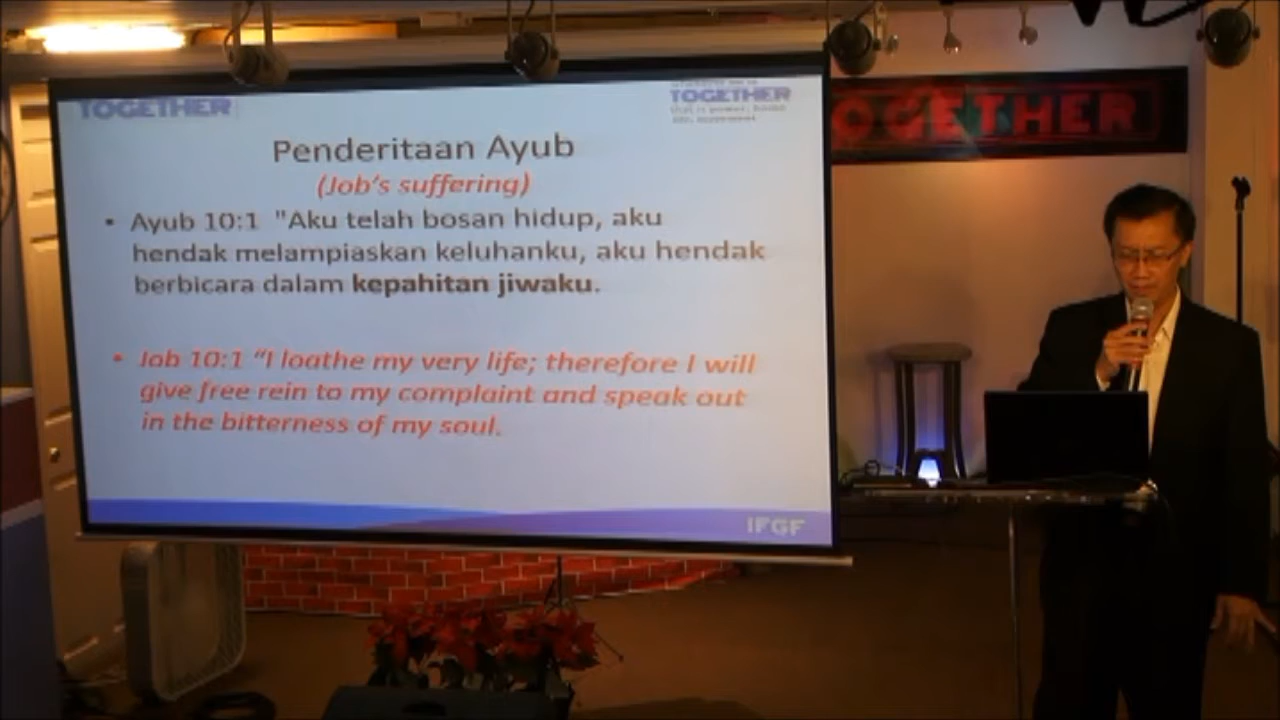 TOGETHER
TOGETHER
Penderitaan Ayub
(Job's suffering)
• Ayub 10:1 "Aku telah bosan hidup, aku
hendak melampiaskan keluhanku, aku hendak
berbicara dalam kepahitan jiwaku.
• Job 10:1 “I loathe my very life; therefore I will
give free rein to my complaint and speak out
in the bitterness of my soul.
IFGF
TOGETHER